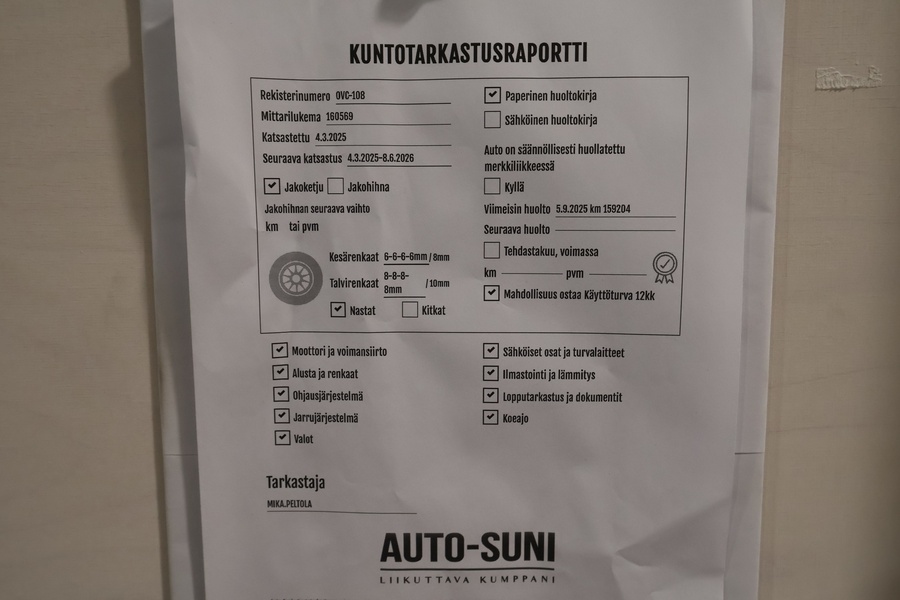 KUNTOTARKASTUSRAPORTTI
Rekisterinumero OVC-108
Mittarilukema 160569
Katsastettu 4.3.2025
Seuraava katsastus 4.3.2025-8.6.2026
Jakoketju Jakohihna
Jakohihnan seuraava vaihto
km tai pvm
Kesärenkaat 6-6-6-6mm / 8mm
Talvirenkaat 8-8-8-
8mm / 10mm
Nastat Kitkat
Paperinen huoltokirja
Sähköinen huoltokirja
Auto on säännöllisesti huollatettu
merkkiliikkeessä
Kyllä
Viimeisin huolto 5.9.2025 km 159204
Seuraava huolto
Tehdastakuu, voimassa
km pvm
Mahdollisuus ostaa Käyttöturva 12kk
Moottori ja voimansiirto
Alusta ja renkaat
Ohjausjärjestelmä
Jarrujärjestelmä
Valot
Sähköiset osat ja turvalaitteet
Ilmastointi ja lämmitys
Lopputarkastus ja dokumentit
Koeajo
Tarkastaja
MIKA.PELTOLA
AUTO-SUNI
LIIKUTTAVA KUMPPANI